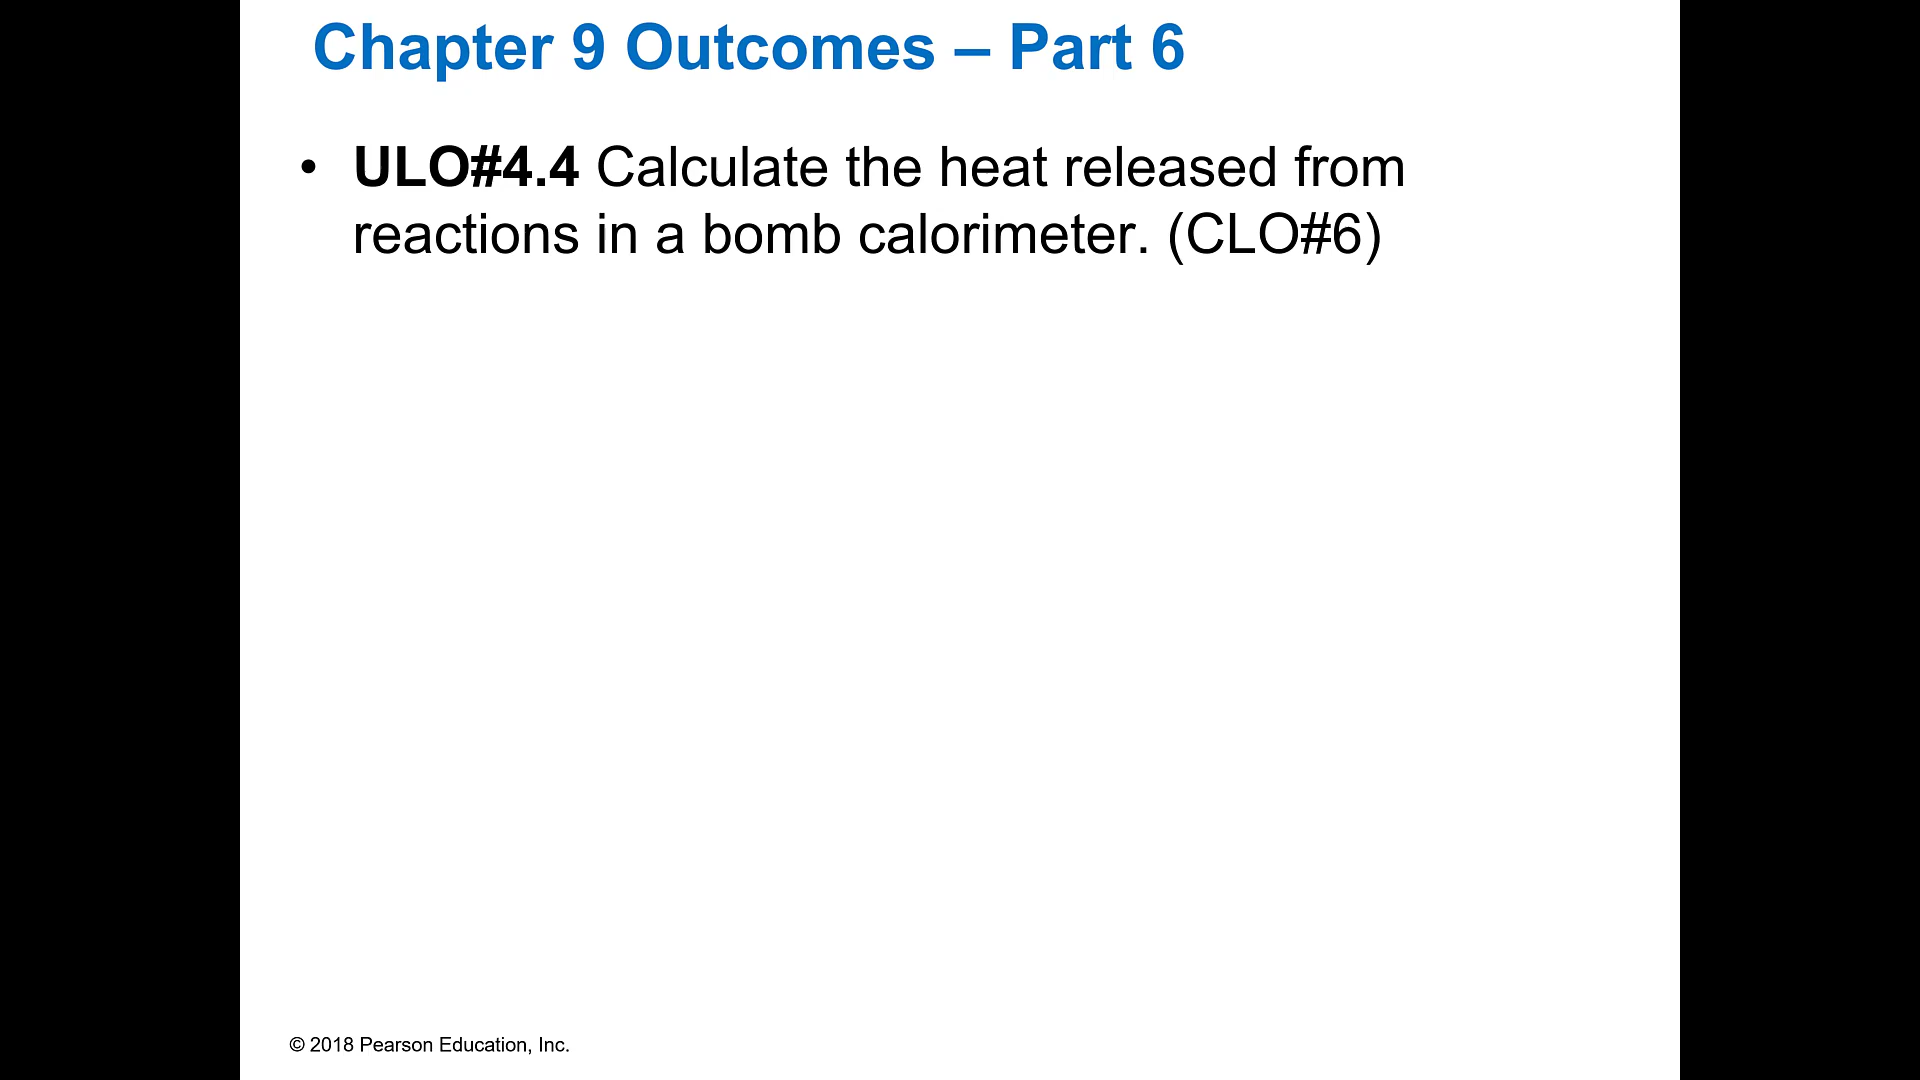 Chapter 9 Outcomes – Part 6
• ULO#4.4 Calculate the heat released from
reactions in a bomb calorimeter. (CLO#6)
© 2018 Pearson Education, Inc.